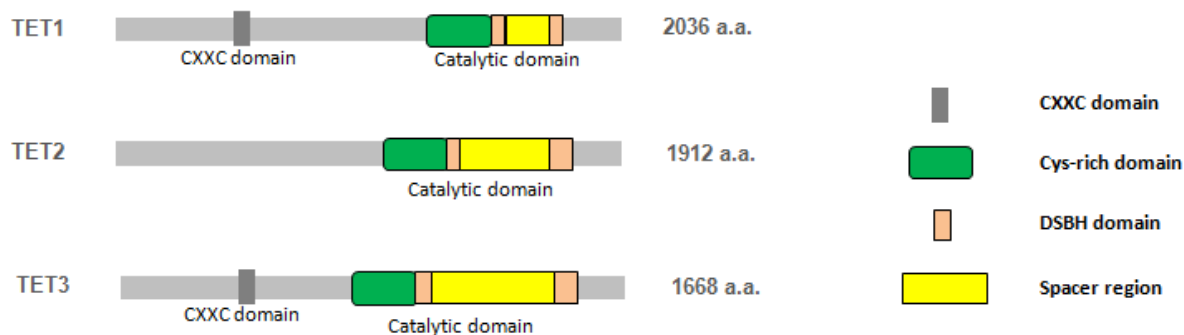 TET1
2036 a.a.
CXXC domain
Catalytic domain
TET2
1912 a.a.
Catalytic domain
TET3
1668 a.a.
CXXC domain
Catalytic domain
CXXC domain
Cys-rich domain
DSBH domain
Spacer region